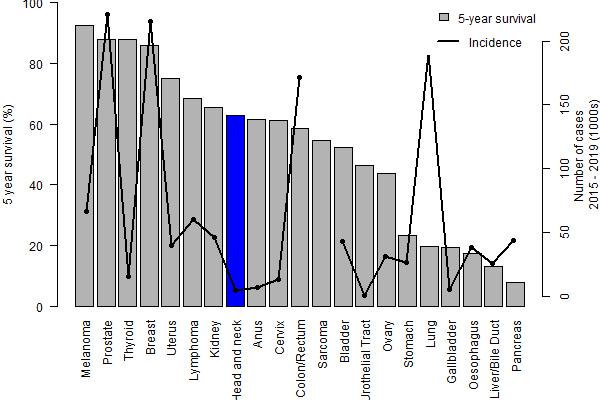 5-year survival
Incidence
5 year survival (%)
100
80
60
40
20
0
200
150
100
50
0
Number of cases
2015 - 2019 (1000s)
Melanoma
Prostate
Thyroid
Breast
Uterus
Lymphoma
Kidney
Head and neck
Anus
Cervix
Colon/Rectum
Sarcoma
Bladder
Urothelial Tract
Ovary
Stomach
Lung
Gallbladder
Oesophagus
Liver/Bile Duct
Pancreas